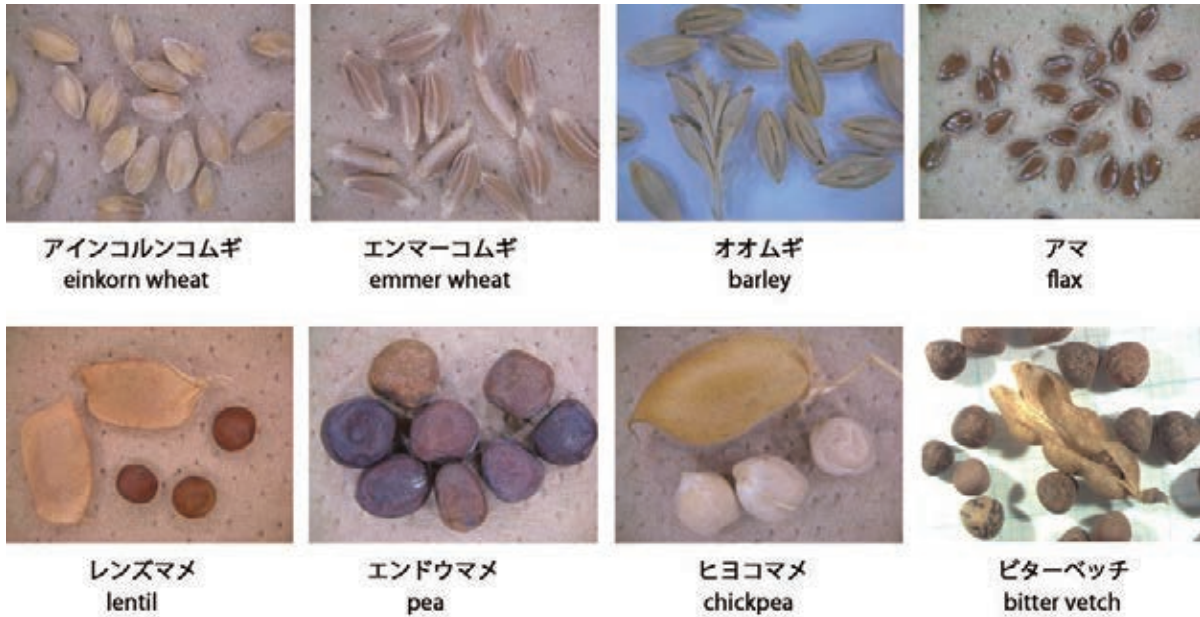 アインコルンコムギ
einkorn wheat
エンマーコムギ
emmer wheat
オオムギ
barley
アマ
flax
レンズマメ
lentil
エンドウマメ
pea
ヒヨコマメ
chickpea
ビターベッチ
bitter vetch